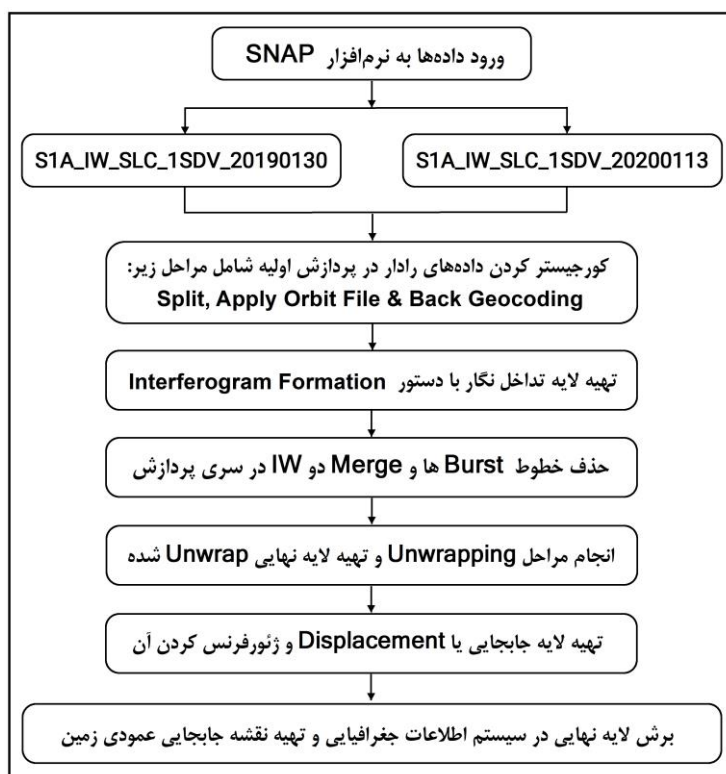 ورود داده‌ها به نرم‌افزار SNAP
S1A_IW_SLC_1SDV_20190130
S1A_IW_SLC_1SDV_20200113
کورجیستر کردن داده‌های رادار در پردازش اولیه شامل مراحل زیر:
Split, Apply Orbit File & Back Geocoding
تهیه لایه تداخل نگار با دستور Interferogram Formation
حذف خطوط Burst ها و Merge دو IW در سری پردازش
انجام مراحل Unwrapping و تهیه لایه نهایی Unwrap شده
تهیه لایه جابجایی یا Displacement و ژئورفرنس کردن آن
برش لایه نهایی در سیستم اطلاعات جغرافیایی و تهیه نقشه جابجایی عمودی زمین